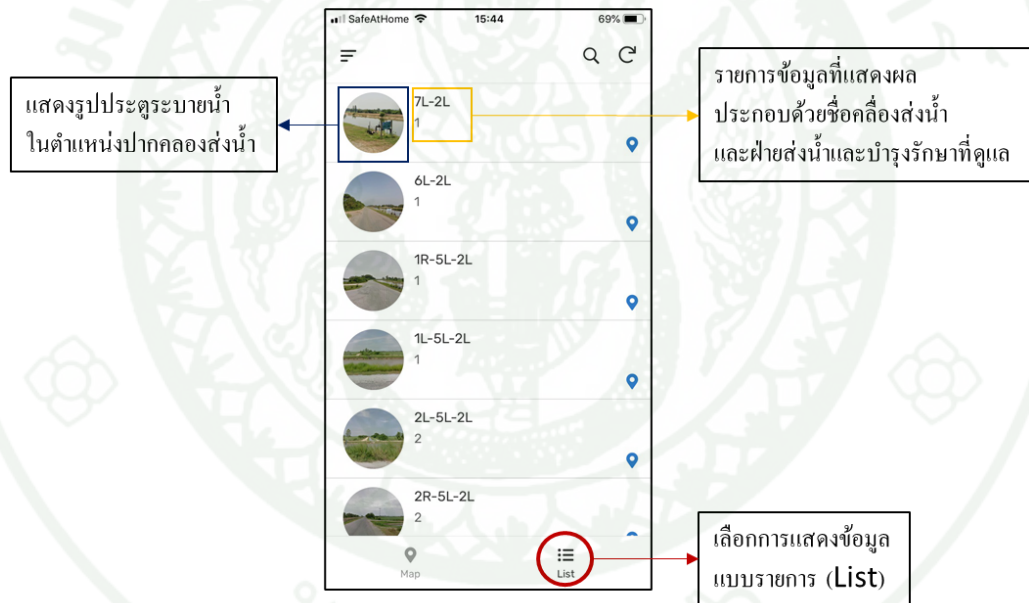 SafeAtHome 15:44 69%
แสดงรูปประตูระบายน้ำ
ในตำแหน่งปากคลองส่งน้ำ
7L-2L
1
6L-2L
1
1R-5L-2L
1
1L-5L-2L
1
2L-5L-2L
2
2R-5L-2L
2
Map List
รายการข้อมูลที่แสดงผล
ประกอบด้วยชื่อคลื่องส่งน้ำ
และฝ่ายส่งน้ำและบำรุงรักษาที่ดูแล
เลือกการแสดงข้อมูล
แบบรายการ (List)